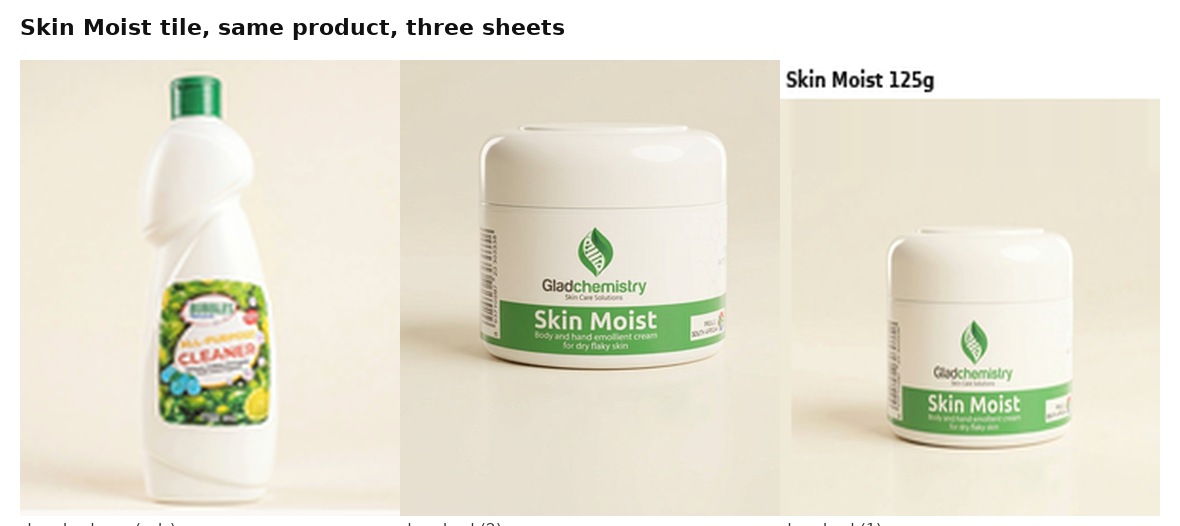 Skin Moist tile, same product, three sheets
ALL-PURPOSE
CLEANER
Gladchemistry
Skin Care Solutions
Skin Moist
Body and hand emollient cream
for dry flaky skin
Skin Moist 125g
Gladchemistry
Skin Care Solutions
Skin Moist
Body and hand emollient cream
for dry flaky skin